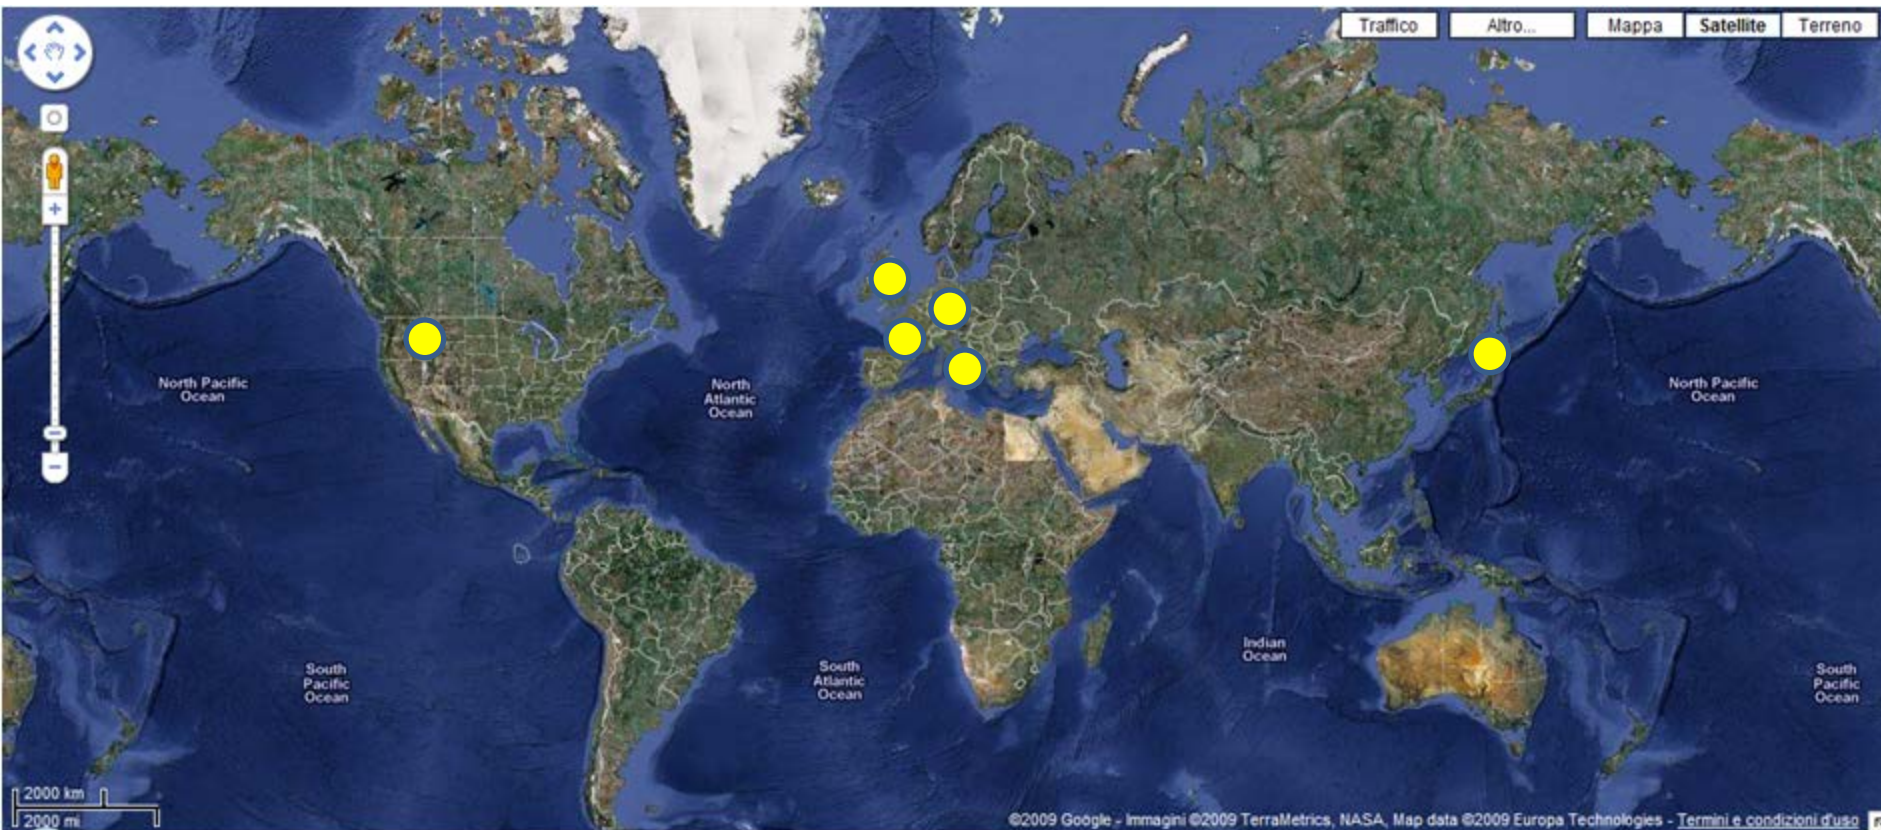 Traffico
Altro...
Mappa
Satellite
Terreno
North Pacific
Ocean
North
Atlantic
Ocean
North Pacific
Ocean
South
Pacific
Ocean
South
Atlantic
Ocean
Indian
Ocean
South
Pacific
Ocean
2000 km
2000 mi
©2009 Google - Immagini ©2009 TerraMetrics, NASA, Map data ©2009 Europa Technologies - Termini e condizioni d'uso